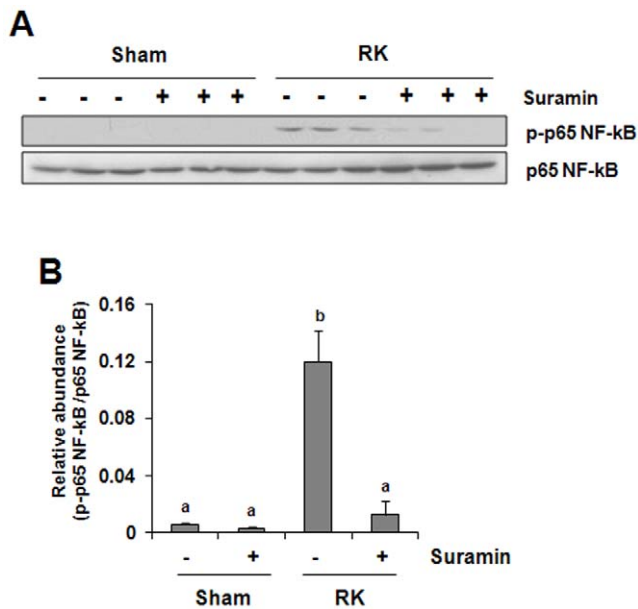 A
Sham RK
- - - + + + - - - + + + Suramin
p-p65 NF-kB
p65 NF-kB
B
Relative abundance
(p-p65 NF-kB/p65 NF-kB)
0.16
0.12
0.08
0.04
0
a a b a
- + - + Suramin
Sham RK